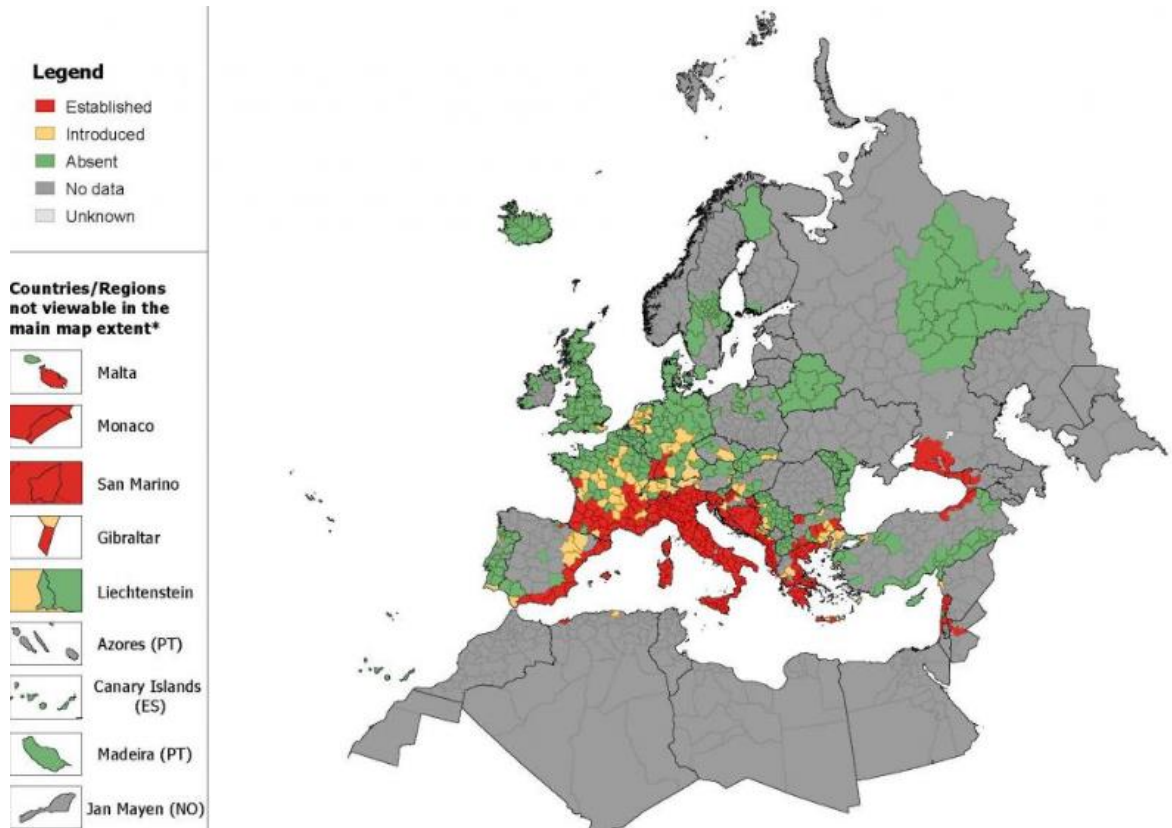 Legend
Established
Introduced
Absent
No data
Unknown
Countries/Regions
not viewable in the
main map extent*
Malta
Monaco
San Marino
Gibraltar
Liechtenstein
Azores (PT)
Canary Islands
(ES)
Madeira (PT)
Jan Mayen (NO)